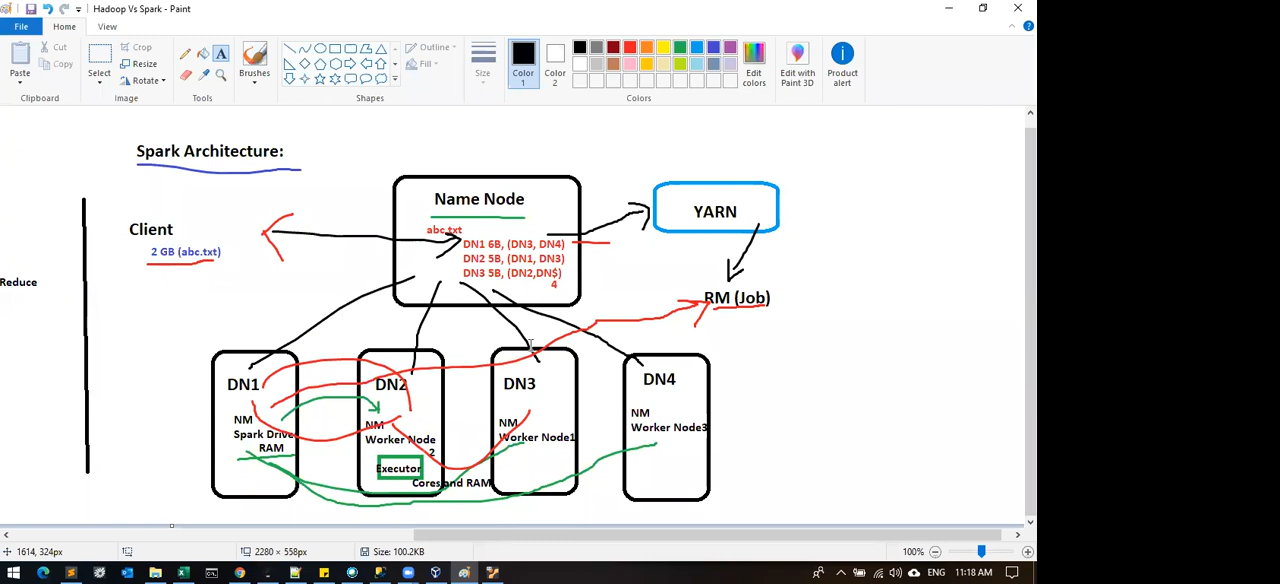 Hadoop Vs Spark - Paint
File
Home
View
Paste
Cut
Copy
Clipboard
Select
Crop
Resize
Rotate
Image
Tools
Brushes
Shapes
Outline
Fill
Size
Color
1
Color
2
Colors
Edit
colors
Edit with
Paint 3D
Product
alert
Spark Architecture:
Client
2 GB (abc.txt)
Reduce
Name Node
abc.txt
DN1 6B, (DN3, DN4)
DN2 5B, (DN1, DN3)
DN3 5B, (DN2,DN$)
4
YARN
RM (Job)
DN1
NM
Spark Drive
RAM
DN2
NM
Worker Node
2
Executor
Cores and RAM
DN3
NM
Worker Node1
DN4
NM
Worker Node3
1614, 324px
2280 × 558px
Size: 100.2KB
100%
ENG
11:18 AM